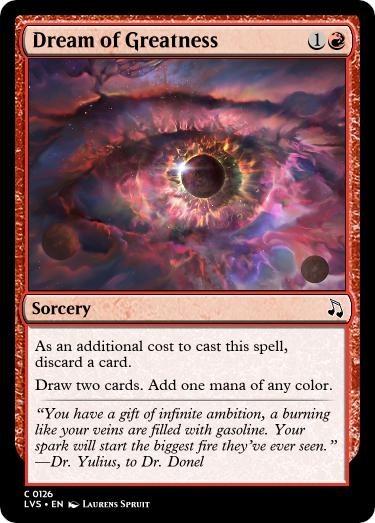 Dream of Greatness 1
Sorcery
As an additional cost to cast this spell,
discard a card.
Draw two cards. Add one mana of any color.
“You have a gift of infinite ambition, a burning
like your veins are filled with gasoline. Your
spark will start the biggest fire they’ve ever seen.”
—Dr. Yulius, to Dr. Donel
C 0126
LVS • EN Laurens Spruit